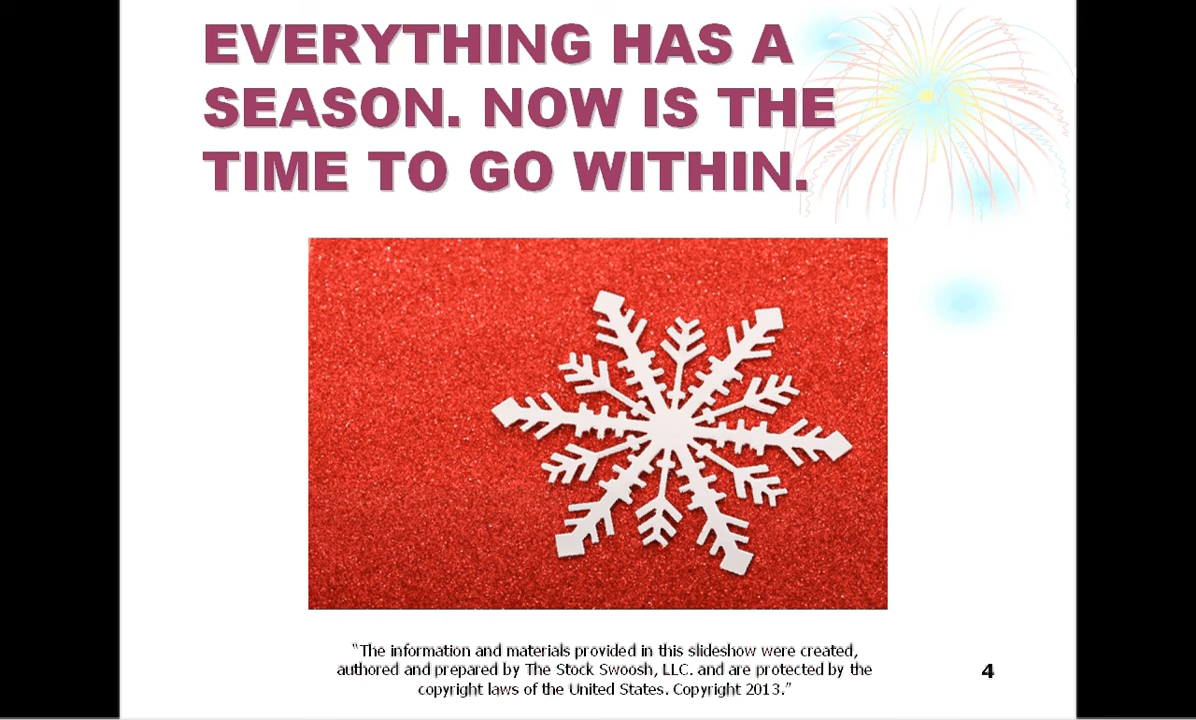 EVERYTHING HAS A
SEASON. NOW IS THE
TIME TO GO WITHIN.
“The information and materials provided in this slideshow were created,
authored and prepared by The Stock Swoosh, LLC. and are protected by the
copyright laws of the United States. Copyright 2013.”
4